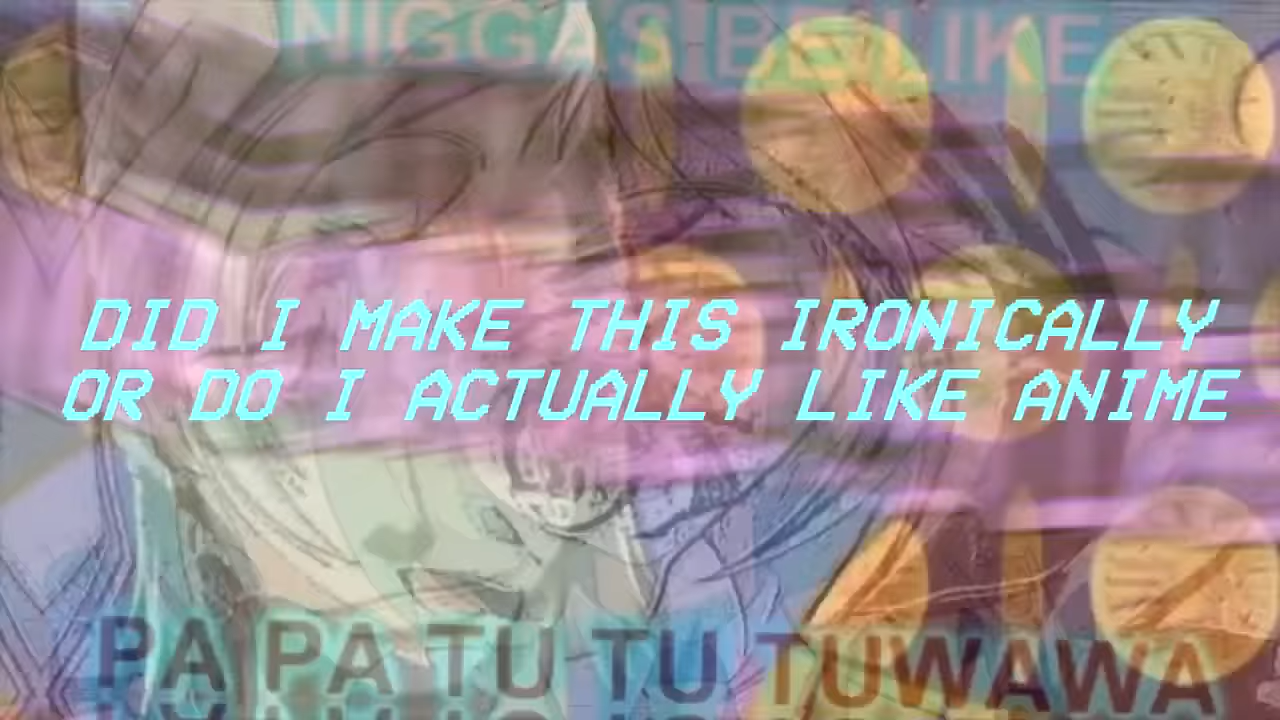 NIGGAS BE LIKE
DID I MAKE THIS IRONICALLY
OR DO I ACTUALLY LIKE ANIME
PA PA TU TU TUWAWA